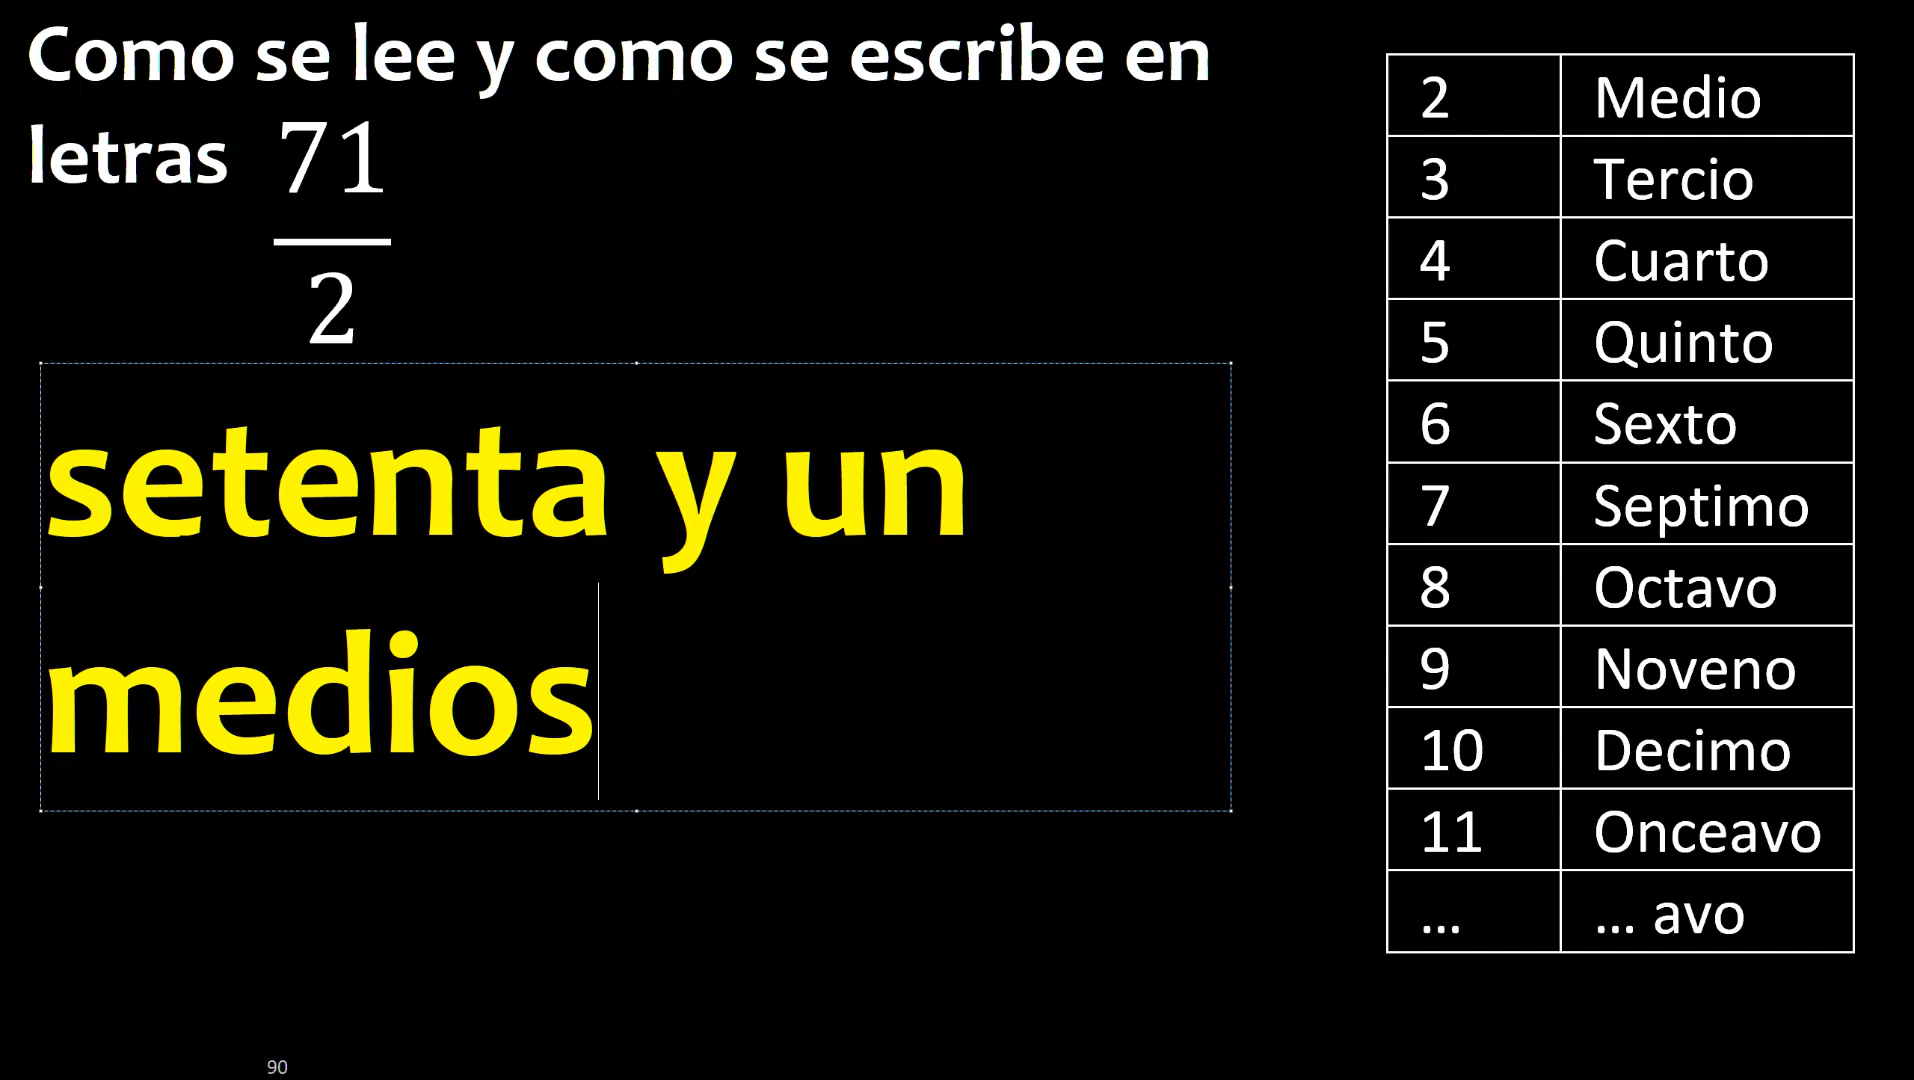 Como se lee y como se escribe en
letras 71
2
setenta y un
medios
2 Medio
3 Tercio
4 Cuarto
5 Quinto
6 Sexto
7 Septimo
8 Octavo
9 Noveno
10 Decimo
11 Onceavo
... ... avo
90